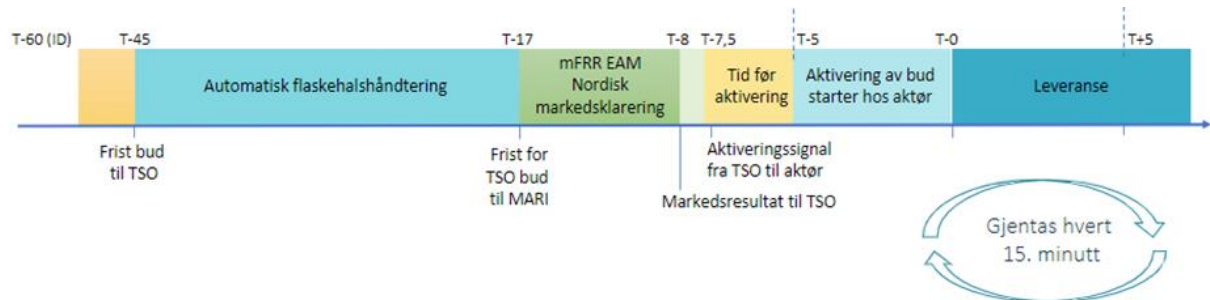 T-60 (ID) T-45 T-17 T-8 T-7,5 T-5 T-0 T+5
Automatisk flaskehalshåndtering
mFRR EAM
Nordisk
markedsklarering
Tid før
aktivering
Aktivering av bud
starter hos aktør
Leveranse
Frist bud
til TSO
Frist for
TSO bud
til MARI
Aktiveringssignal
fra TSO til aktør
Markedsresultat til TSO
Gjentas hvert
15. minutt